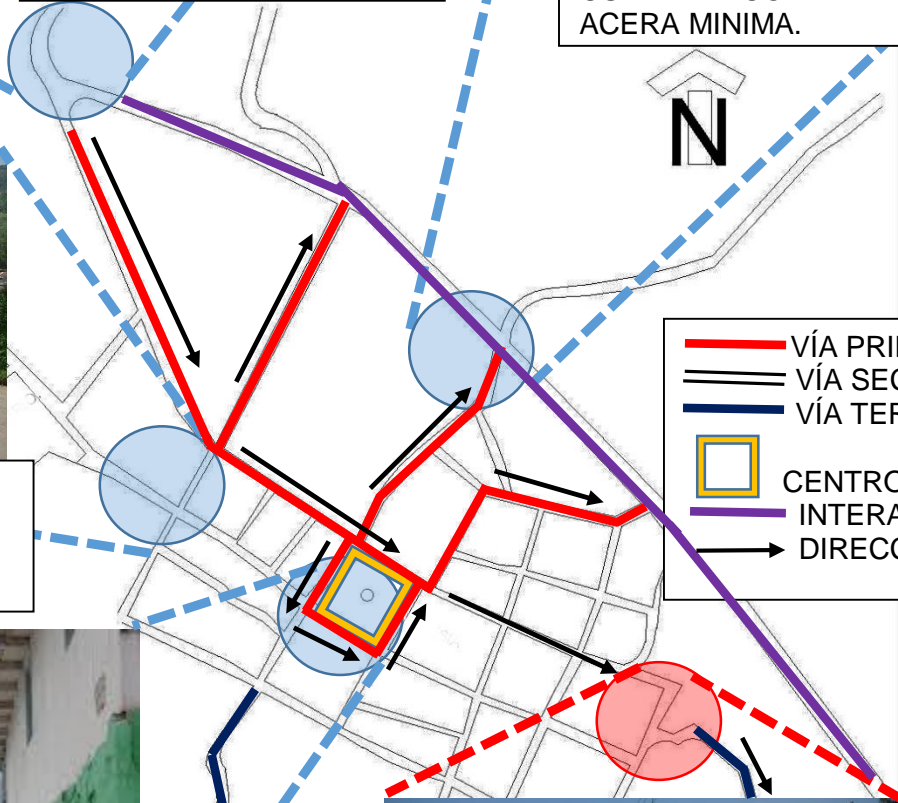 ACERA MINIMA.
N
VÍA PRI
VÍA SEC
VÍA TER
CENTRO
INTERA
DIRECC